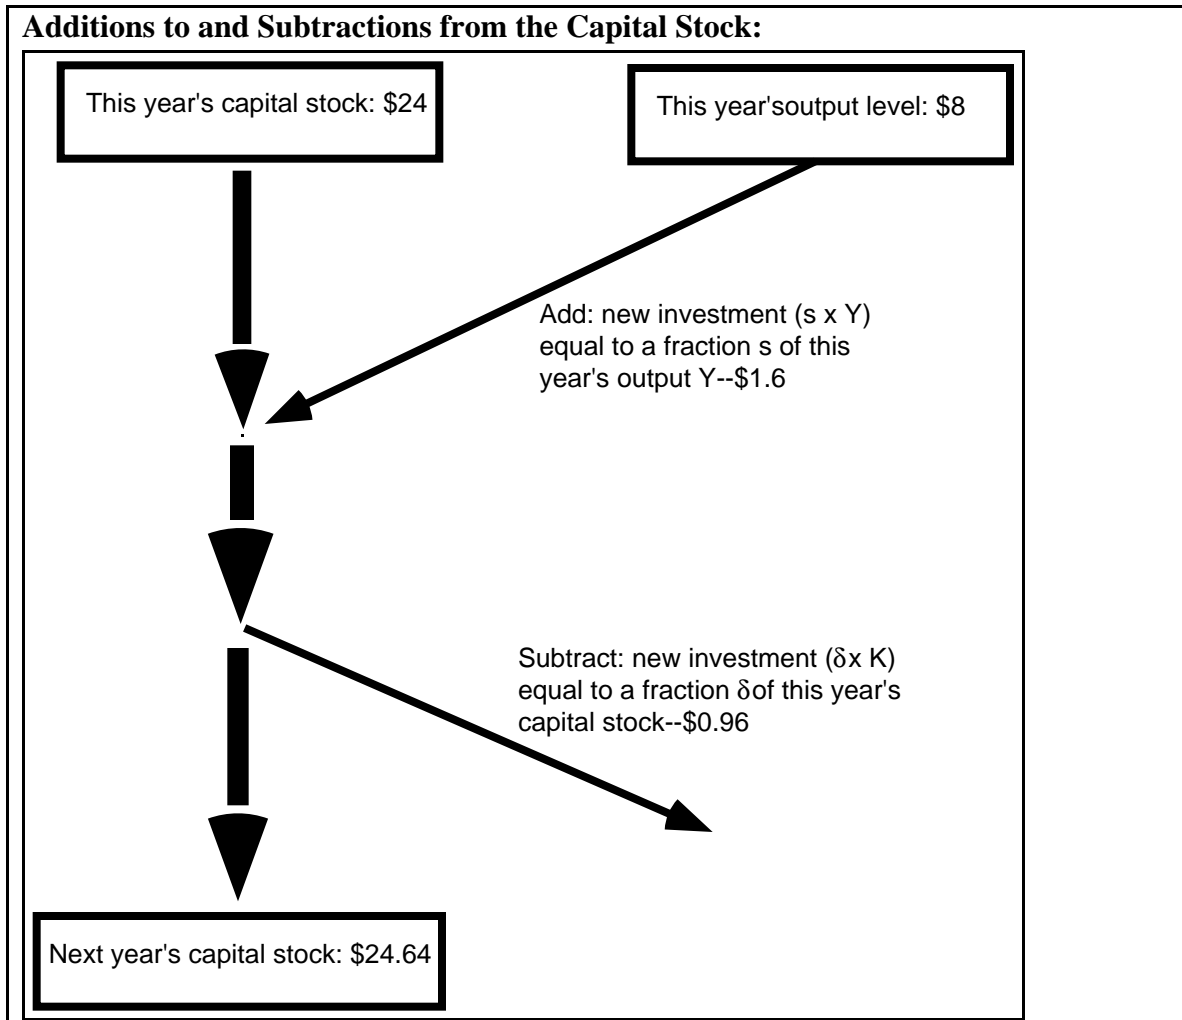 Additions to and Subtractions from the Capital Stock:
This year's capital stock: $24
This year'soutput level: $8
Add: new investment (s x Y)
equal to a fraction s of this
year's output Y--$1.6
Subtract: new investment (δx K)
equal to a fraction δof this year's
capital stock--$0.96
Next year's capital stock: $24.64